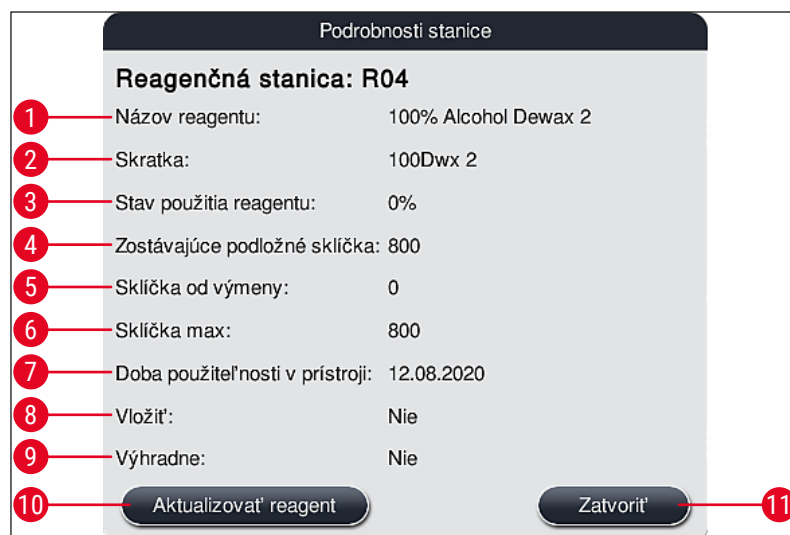 Podrobnosti stanice
Reagenčná stanica: R04
1 Názov reagentu: 100% Alcohol Dewax 2
2 Skratka: 100Dwx 2
3 Stav použitia reagentu: 0%
4 Zostávajúce podložné sklíčka: 800
5 Sklíčka od výmeny: 0
6 Sklíčka max: 800
7 Doba použiteľnosti v prístroji: 12.08.2020
8 Vložiť: Nie
9 Výhradne: Nie
10 Aktualizovať reagent Zatvoriť 11